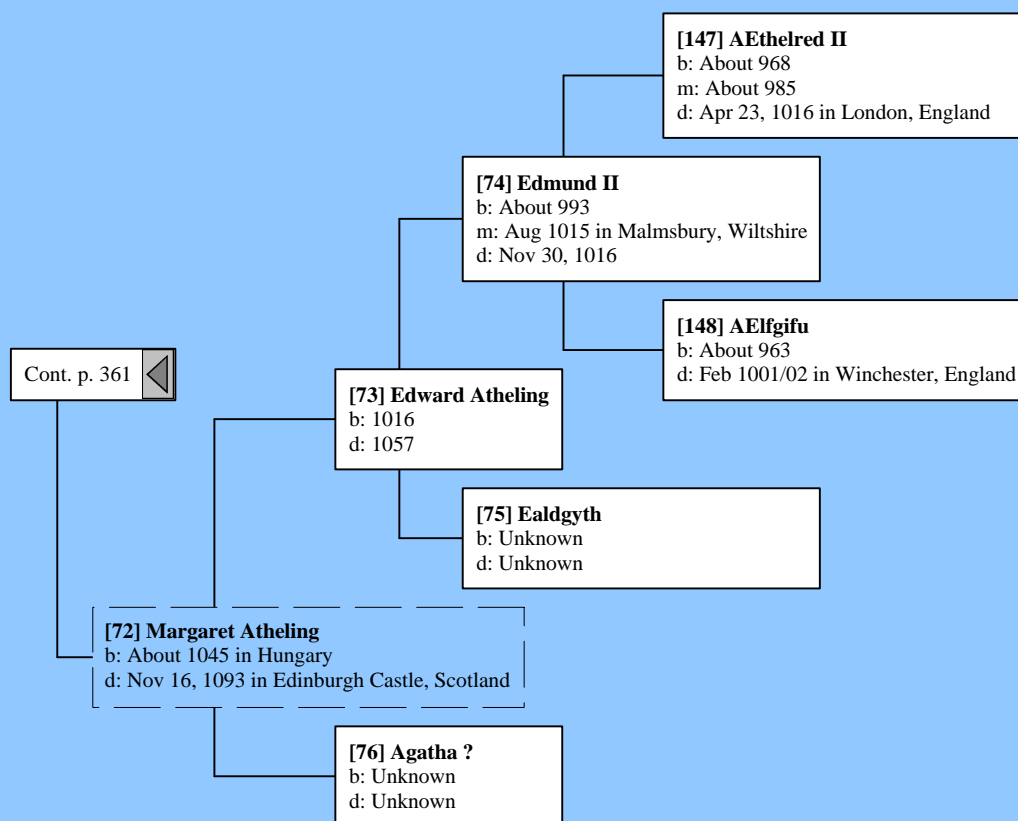 [147] AEthelred II
b: About 968
m: About 985
d: Apr 23, 1016 in London, England
[74] Edmund II
b: About 993
m: Aug 1015 in Malmsbury, Wiltshire
d: Nov 30, 1016
[148] AElfgifu
b: About 963
d: Feb 1001/02 in Winchester, England
Cont. p. 361
[73] Edward Atheling
b: 1016
d: 1057
[75] Ealdgyth
b: Unknown
d: Unknown
[72] Margaret Atheling
b: About 1045 in Hungary
d: Nov 16, 1093 in Edinburgh Castle, Scotland
[76] Agatha ?
b: Unknown
d: Unknown